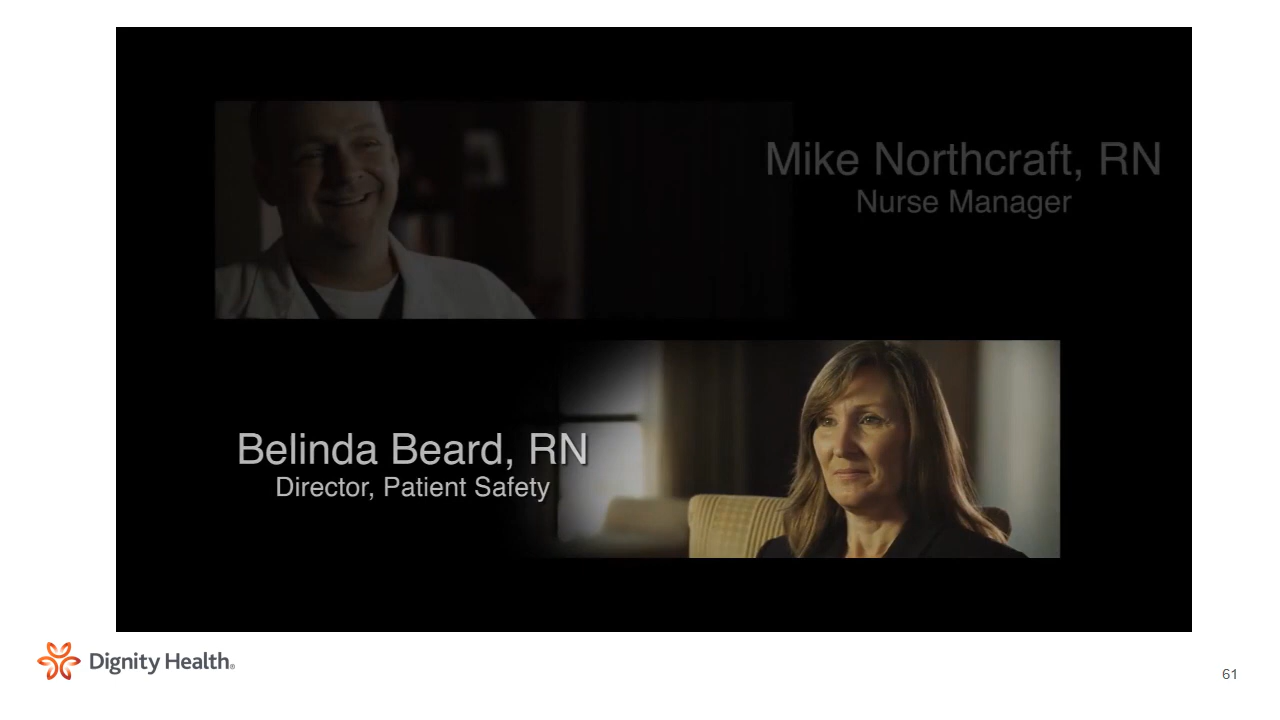 Mike Northcraft, RN
Nurse Manager
Belinda Beard, RN
Director, Patient Safety
Dignity Health®
61